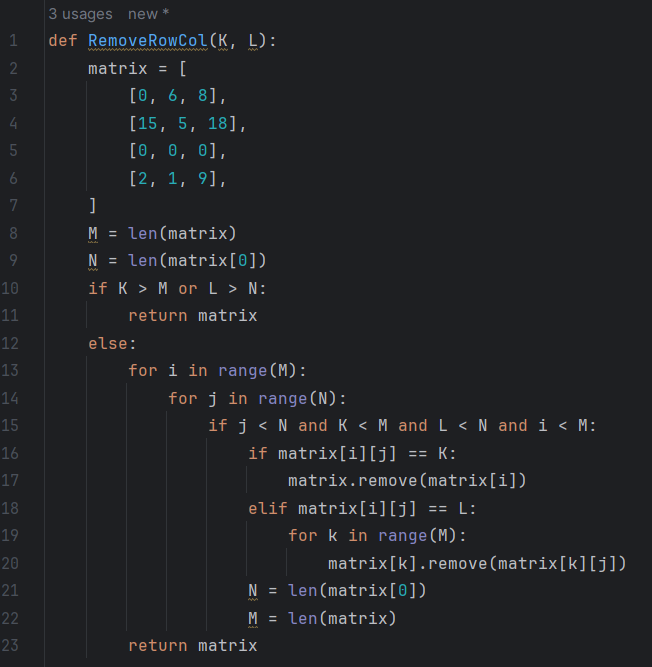 3 usages   new *
1 def RemoveRowCol(K, L):
2     matrix = [
3         [0, 6, 8],
4         [15, 5, 18],
5         [0, 0, 0],
6         [2, 1, 9],
7     ]
8     M = len(matrix)
9     N = len(matrix[0])
10     if K > M or L > N:
11         return matrix
12     else:
13         for i in range(M):
14             for j in range(N):
15                 if j < N and K < M and L < N and i < M:
16                     if matrix[i][j] == K:
17                         matrix.remove(matrix[i])
18                     elif matrix[i][j] == L:
19                         for k in range(M):
20                             matrix[k].remove(matrix[k][j])
21                     N = len(matrix[0])
22                     M = len(matrix)
23         return matrix